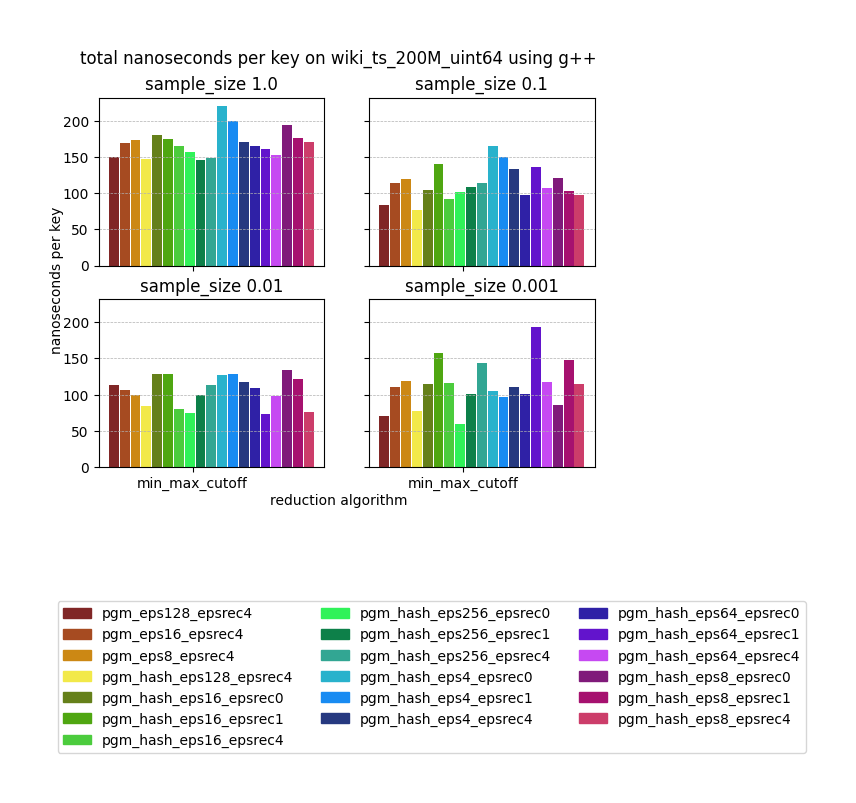 total nanoseconds per key on wiki_ts_200M_uint64 using g++
sample_size 1.0
sample_size 0.1
200
150
100
50
0
nanoseconds per key
sample_size 0.01
sample_size 0.001
200
150
100
50
0
min_max_cutoff
min_max_cutoff
reduction algorithm
pgm_eps128_epsrec4
pgm_eps16_epsrec4
pgm_eps8_epsrec4
pgm_hash_eps128_epsrec4
pgm_hash_eps16_epsrec0
pgm_hash_eps16_epsrec1
pgm_hash_eps16_epsrec4
pgm_hash_eps256_epsrec0
pgm_hash_eps256_epsrec1
pgm_hash_eps256_epsrec4
pgm_hash_eps4_epsrec0
pgm_hash_eps4_epsrec1
pgm_hash_eps4_epsrec4
pgm_hash_eps64_epsrec0
pgm_hash_eps64_epsrec1
pgm_hash_eps64_epsrec4
pgm_hash_eps8_epsrec0
pgm_hash_eps8_epsrec1
pgm_hash_eps8_epsrec4